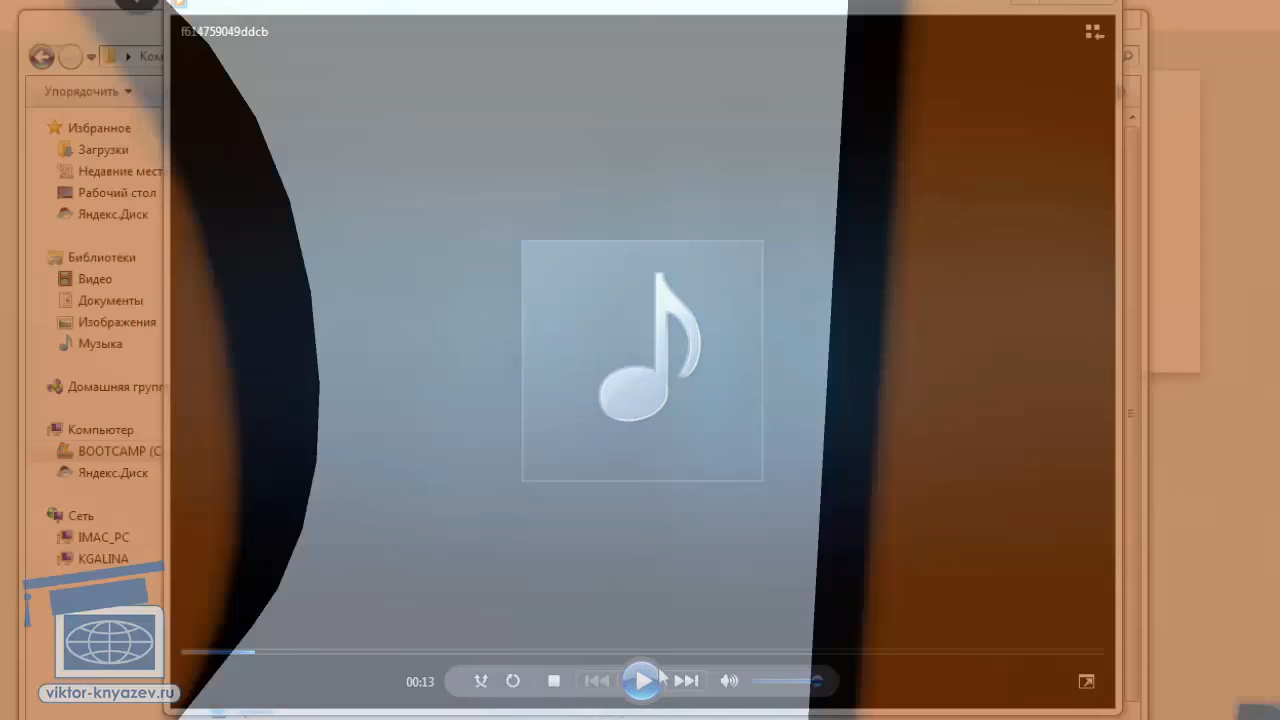 f614759049ddcb
Ком
Упорядочить
Избранное
Загрузки
Недавние мест
Рабочий стол
Яндекс.Диск
Библиотеки
Видео
Документы
Изображения
Музыка
Домашняя групп
Компьютер
BOOTCAMP (C
Яндекс.Диск
Сеть
IMAC_PC
KGALINA
00:13
viktor-knyazev.ru